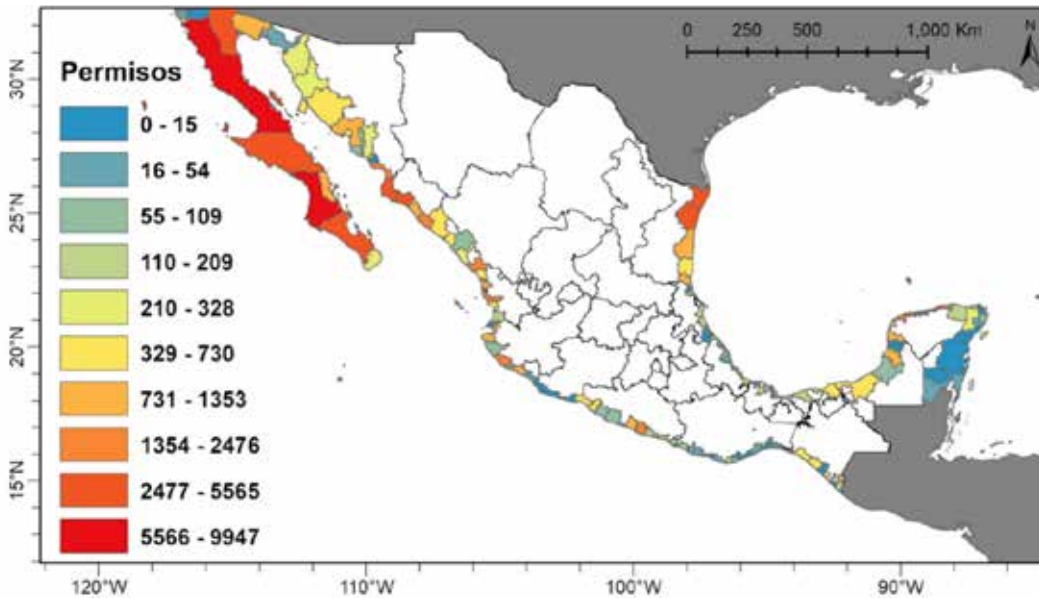 0 250 500 1,000 Km
N
Permisos
0 - 15
16 - 54
55 - 109
110 - 209
210 - 328
329 - 730
731 - 1353
1354 - 2476
2477 - 5565
5566 - 9947
30°N
25°N
20°N
15°N
120°W 110°W 100°W 90°W